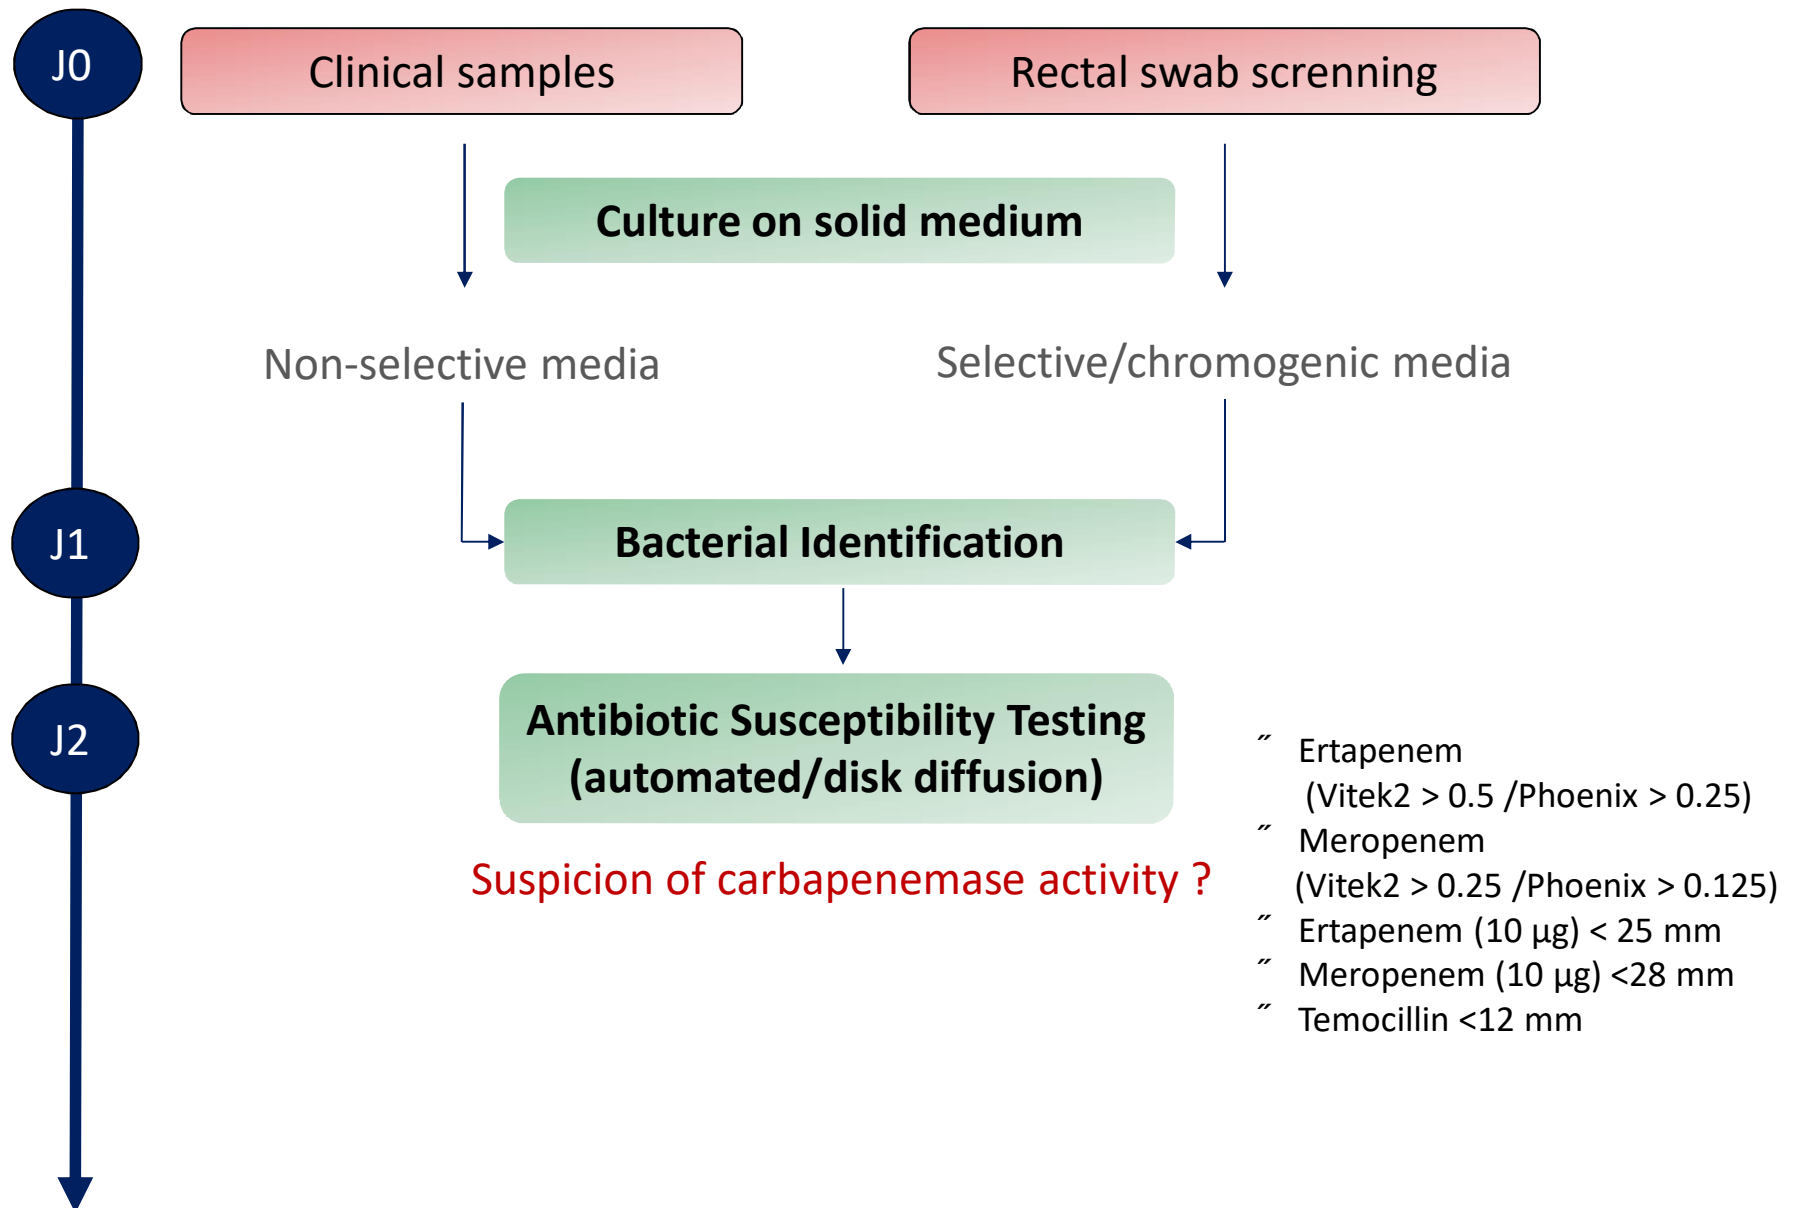 J0
Clinical samples
Rectal swab screnning
Culture on solid medium
Non-selective media
Selective/chromogenic media
J1
Bacterial Identification
J2
Antibiotic Susceptibility Testing
(automated/disk diffusion)
Suspicion of carbapenemase activity ?
˝ Ertapenem
(Vitek2 > 0.5 /Phoenix > 0.25)
˝ Meropenem
(Vitek2 > 0.25 /Phoenix > 0.125)
˝ Ertapenem (10 µg) < 25 mm
˝ Meropenem (10 µg) <28 mm
˝ Temocillin <12 mm